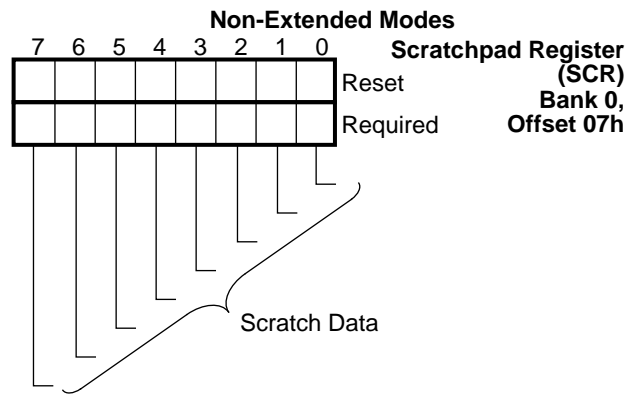 Non-Extended Modes
7 6 5 4 3 2 1 0
Scratchpad Register
(SCR)
Bank 0,
Offset 07h
Reset
Required
Scratch Data